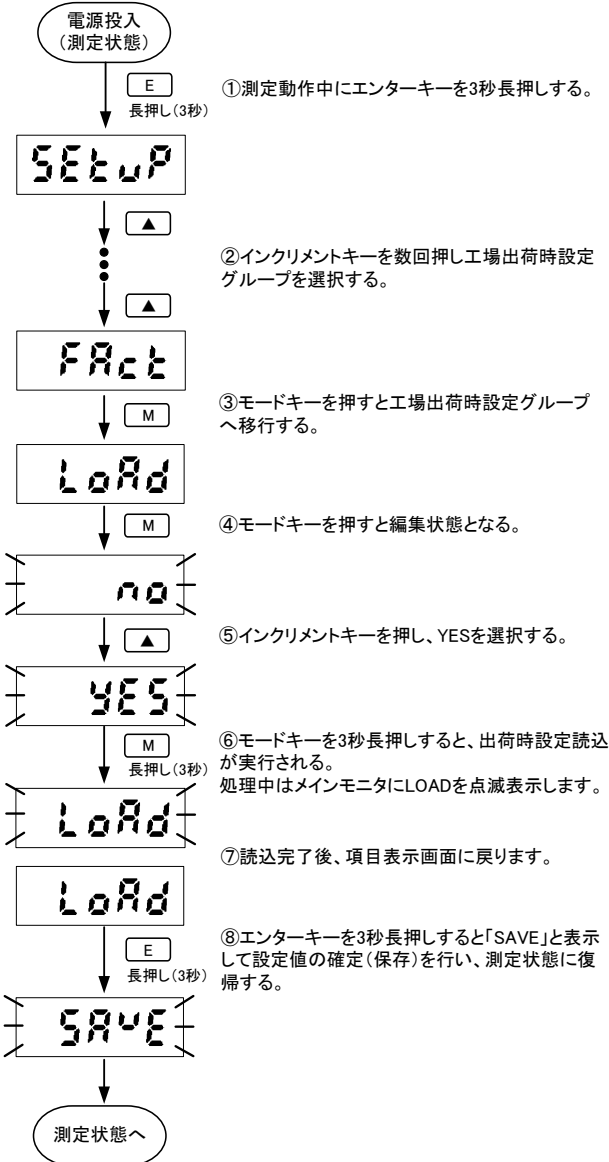 電源投入
(測定状態)
E
長押し(3秒)
①測定動作中にエンターキーを3秒長押しする。
SEtuP
▲
②インクリメントキーを数回押し工場出荷時設定
グループを選択する。
▲
FAct
M
③モードキーを押すと工場出荷時設定グループ
へ移行する。
LoAd
M
④モードキーを押すと編集状態となる。
no
▲
⑤インクリメントキーを押し、YESを選択する。
YES
M
長押し(3秒)
⑥モードキーを3秒長押しすると、出荷時設定読込
が実行される。
処理中はメインモニタにLOADを点滅表示します。
LoAd
⑦読込完了後、項目表示画面に戻ります。
LoAd
E
長押し(3秒)
⑧エンターキーを3秒長押しすると「SAVE」と表示
して設定値の確定(保存)を行い、測定状態に復
帰する。
SAvE
測定状態へ